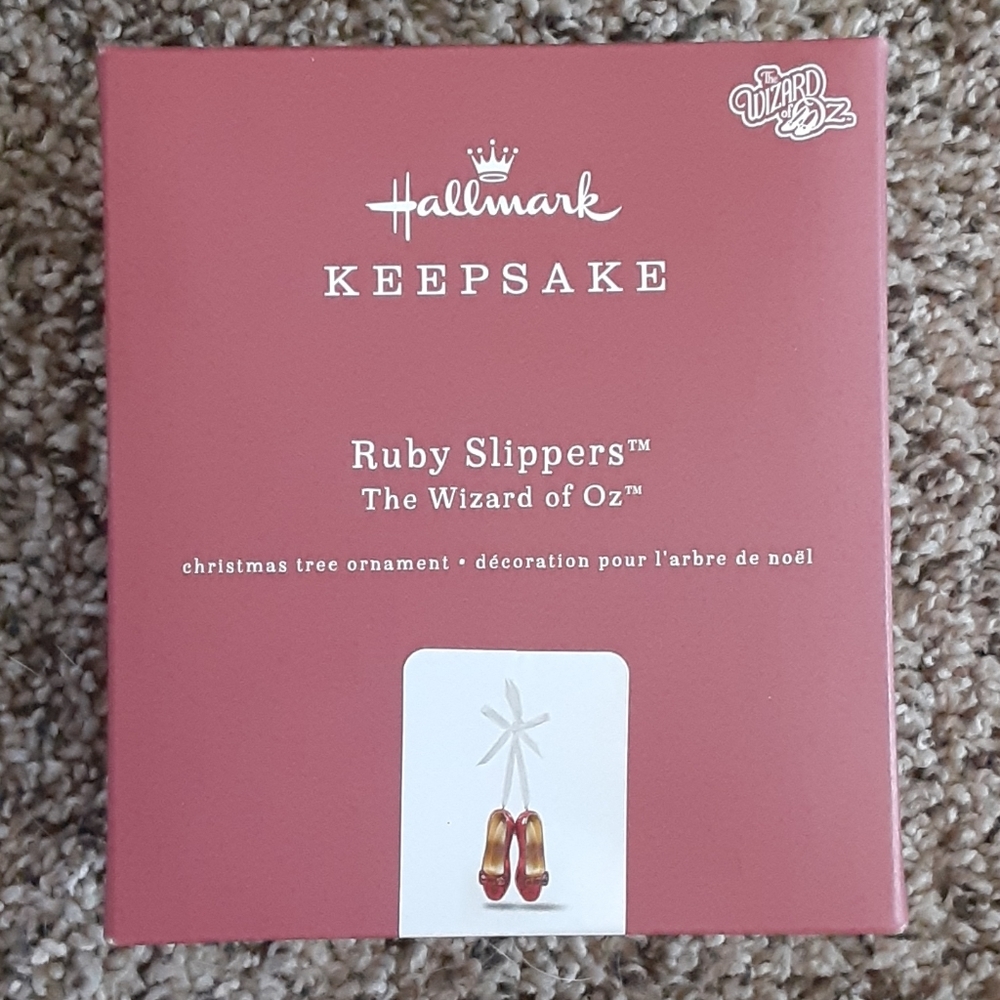 The
WIZARD
of OZ
Hallmark
KEEPSAKE
Ruby Slippers™
The Wizard of Oz™
christmas tree ornament • décoration pour l'arbre de noël